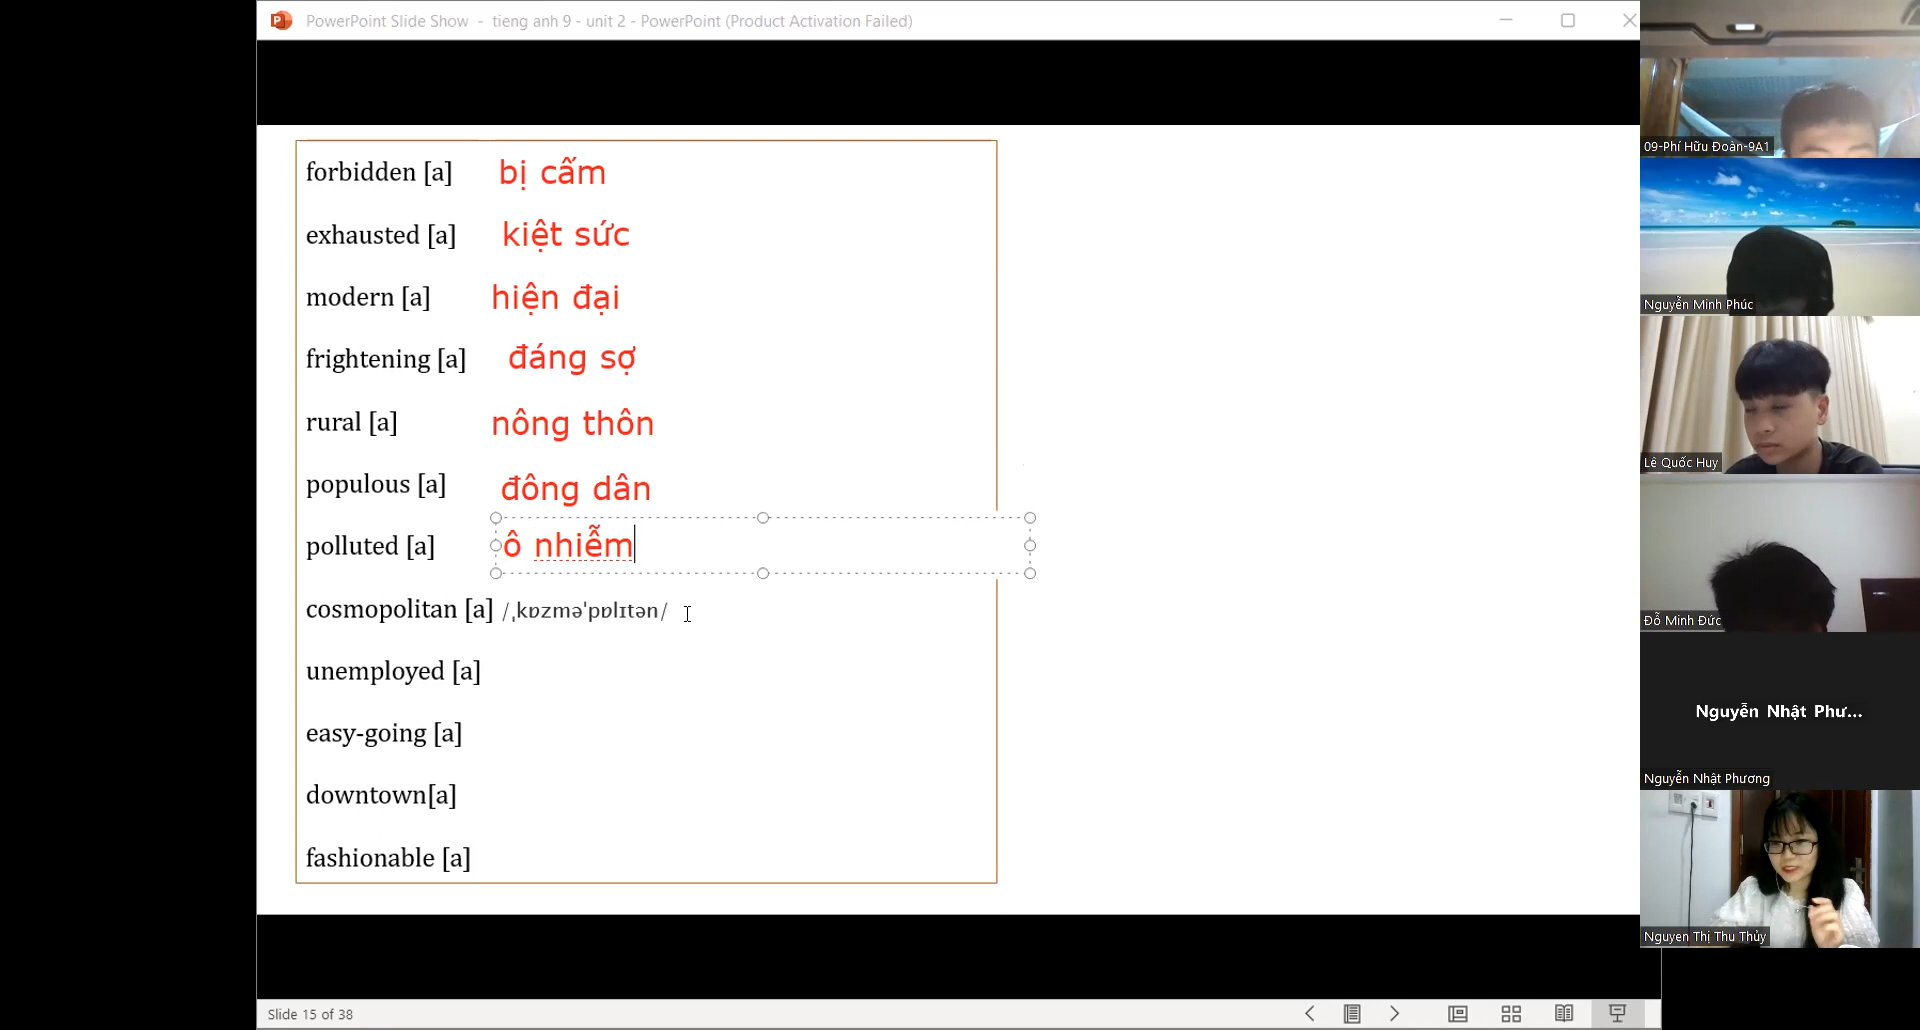 PowerPoint Slide Show - tieng anh 9 - unit 2 - PowerPoint (Product Activation Failed)
forbidden [a] bị cấm
exhausted [a] kiệt sức
modern [a] hiện đại
frightening [a] đáng sợ
rural [a] nông thôn
populous [a] đông dân
polluted [a] ô nhiễm
cosmopolitan [a] /ˌkɒzməˈpɒlɪtən/
unemployed [a]
easy-going [a]
downtown[a]
fashionable [a]
Slide 15 of 38
09-Phí Hữu Đoàn-9A1
Nguyễn Minh Phúc
Lê Quốc Huy
Đỗ Minh Đức
Nguyễn Nhật Phư...
Nguyễn Nhật Phương
Nguyen Thị Thu Thủy